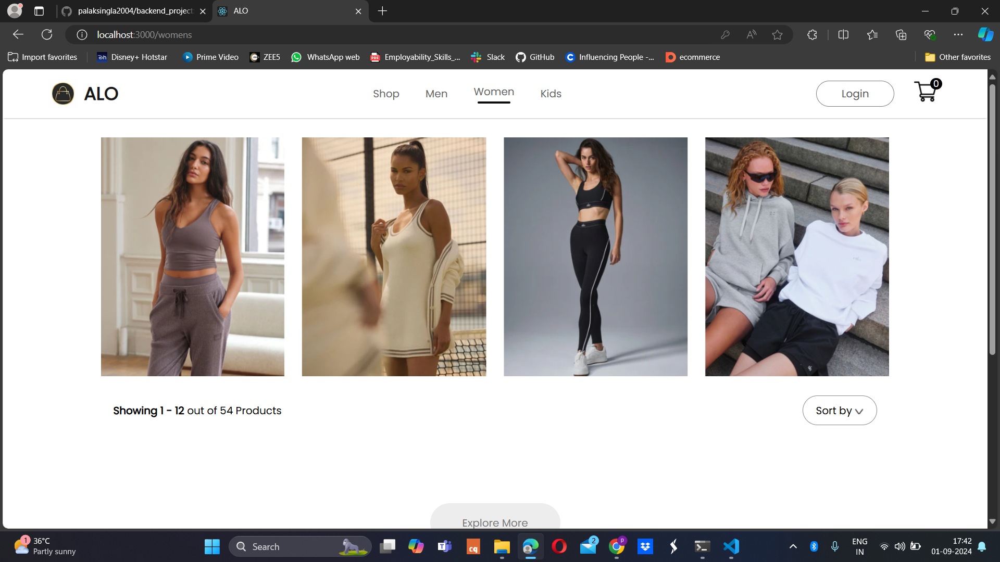 palaksingla2004/backend_project
ALO
localhost:3000/womens
Import favorites
Disney+ Hotstar
Prime Video
ZEE5
WhatsApp web
Employability_Skills_...
Slack
GitHub
Influencing People -...
ecommerce
Other favorites
ALO
Shop
Men
Women
Kids
Login
0
Showing 1 - 12 out of 54 Products
Sort by
Explore More
1
36°C
Partly sunny
Search
cq
2
p
ENG
IN
17:42
01-09-2024